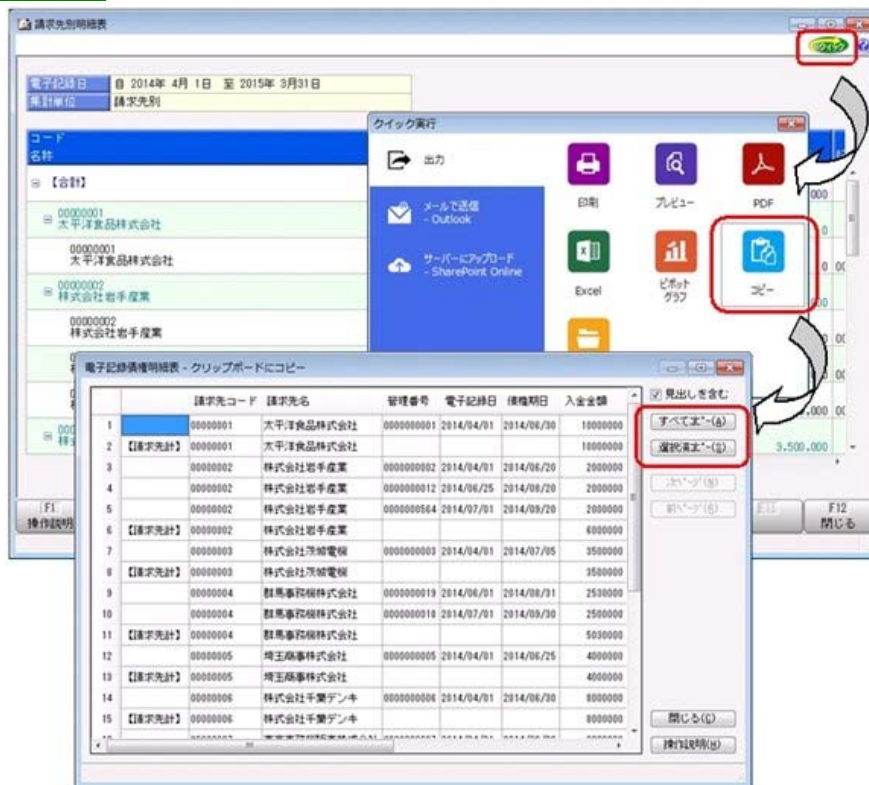 請求先別明細表
クイック
電子記録日 自 2014年 4月 1日 至 2015年 3月31日
集計単位 請求先別
コード
名称
【合計】
00000001
太平洋食品株式会社
00000001
太平洋食品株式会社
00000002
株式会社岩手産業
00000002
株式会社岩手産業
3,500,000
F1
操作説明
F12
閉じる
クイック実行
出力
メールで送信
- Outlook
サーバーにアップロード
- SharePoint Online
印刷
プレビュー
PDF
Excel
ピボット
グラフ
コピー
電子記録債権明細表 - クリップボードにコピー
請求先コード 請求先名 管理番号 電子記録日 債権期日 入金金額
1 00000001 太平洋食品株式会社 0000000001 2014/04/01 2014/06/30 10000000
2 【請求先計】 00000001 太平洋食品株式会社 10000000
3 00000002 株式会社岩手産業 0000000002 2014/04/01 2014/06/20 2000000
4 00000002 株式会社岩手産業 0000000012 2014/06/25 2014/08/20 2000000
5 00000002 株式会社岩手産業 0000000564 2014/07/01 2014/09/20 2000000
6 【請求先計】 00000002 株式会社岩手産業 6000000
7 00000003 株式会社茨城電機 0000000003 2014/04/01 2014/07/05 3500000
8 【請求先計】 00000003 株式会社茨城電機 3500000
9 00000004 群馬事務機株式会社 0000000019 2014/06/01 2014/08/31 2530000
10 00000004 群馬事務機株式会社 0000000010 2014/07/01 2014/09/30 2500000
11 【請求先計】 00000004 群馬事務機株式会社 5030000
12 00000005 埼玉商事株式会社 0000000005 2014/04/01 2014/06/25 4000000
13 【請求先計】 00000005 埼玉商事株式会社 4000000
14 00000006 株式会社千葉デンキ 0000000006 2014/04/01 2014/06/30 8000000
15 【請求先計】 00000006 株式会社千葉デンキ 8000000
見出しを含む
すべてコピー(A)
選択済コピー(S)
次ページ(N)
前ページ(R)
閉じる(C)
操作説明(H)